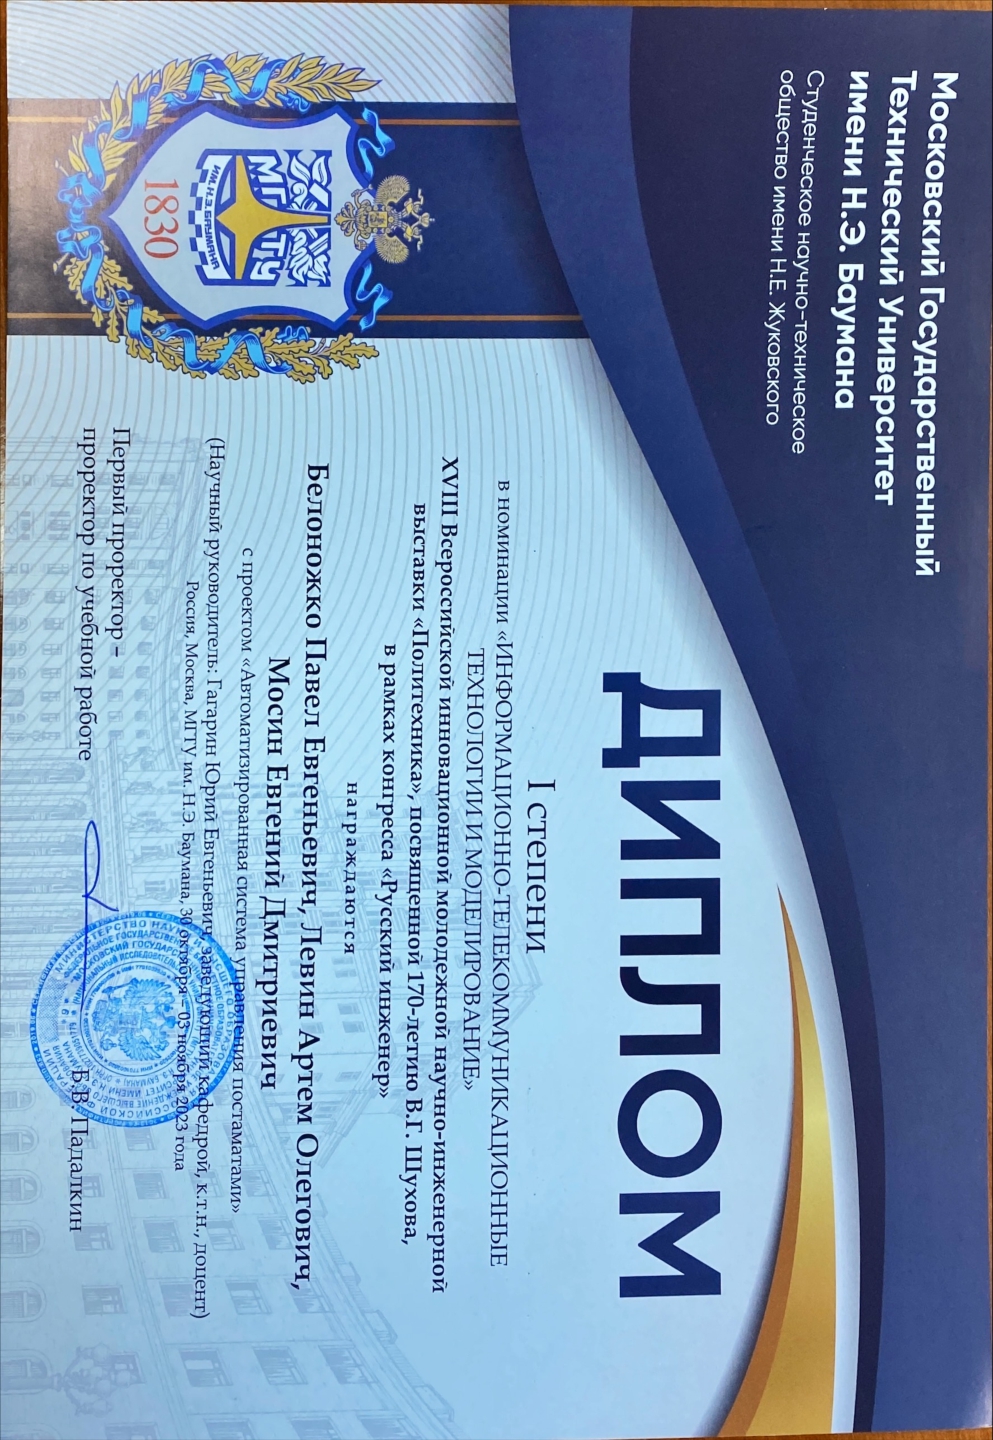 Московский Государственный
Технический Университет
имени Н.Э. Баумана
Студенческое научно-техническое
общество имени Н.Е. Жуковского
ДИПЛОМ
I степени
в номинации «ИНФОРМАЦИОННО-ТЕЛЕКОММУНИКАЦИОННЫЕ
ТЕХНОЛОГИИ И МОДЕЛИРОВАНИЕ»
XVIII Всероссийской инновационной молодежной научно-инженерной
выставки «Политехника», посвященной 170-летию В.Г. Шухова,
в рамках конгресса «Русский инженер»
награждаются
Белоножко Павел Евгеньевич, Левин Артем Олегович,
Мосин Евгений Дмитриевич
с проектом «Автоматизированная система управления постаматами»
(Научный руководитель: Гагарин Юрий Евгеньевич, заведующий кафедрой, к.т.н., доцент)
Россия, Москва, МГТУ им. Н.Э. Баумана, 30 октября – 03 ноября 2023 года
МГТУ
ИМ. Н.Э. БАУМАНА
1830
Первый проректор –
проректор по учебной работе
Б.В. Падалкин